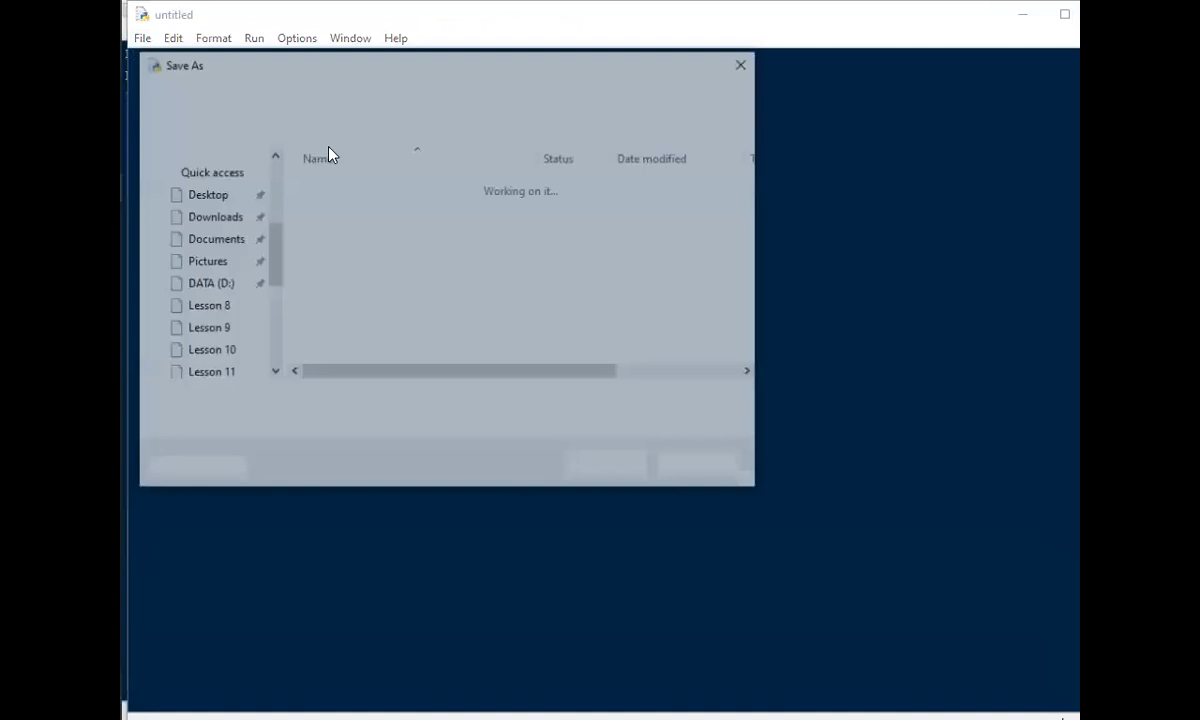 untitled
File Edit Format Run Options Window Help
Save As
Name Status Date modified
Working on it...
Quick access
Desktop
Downloads
Documents
Pictures
DATA (D:)
Lesson 8
Lesson 9
Lesson 10
Lesson 11